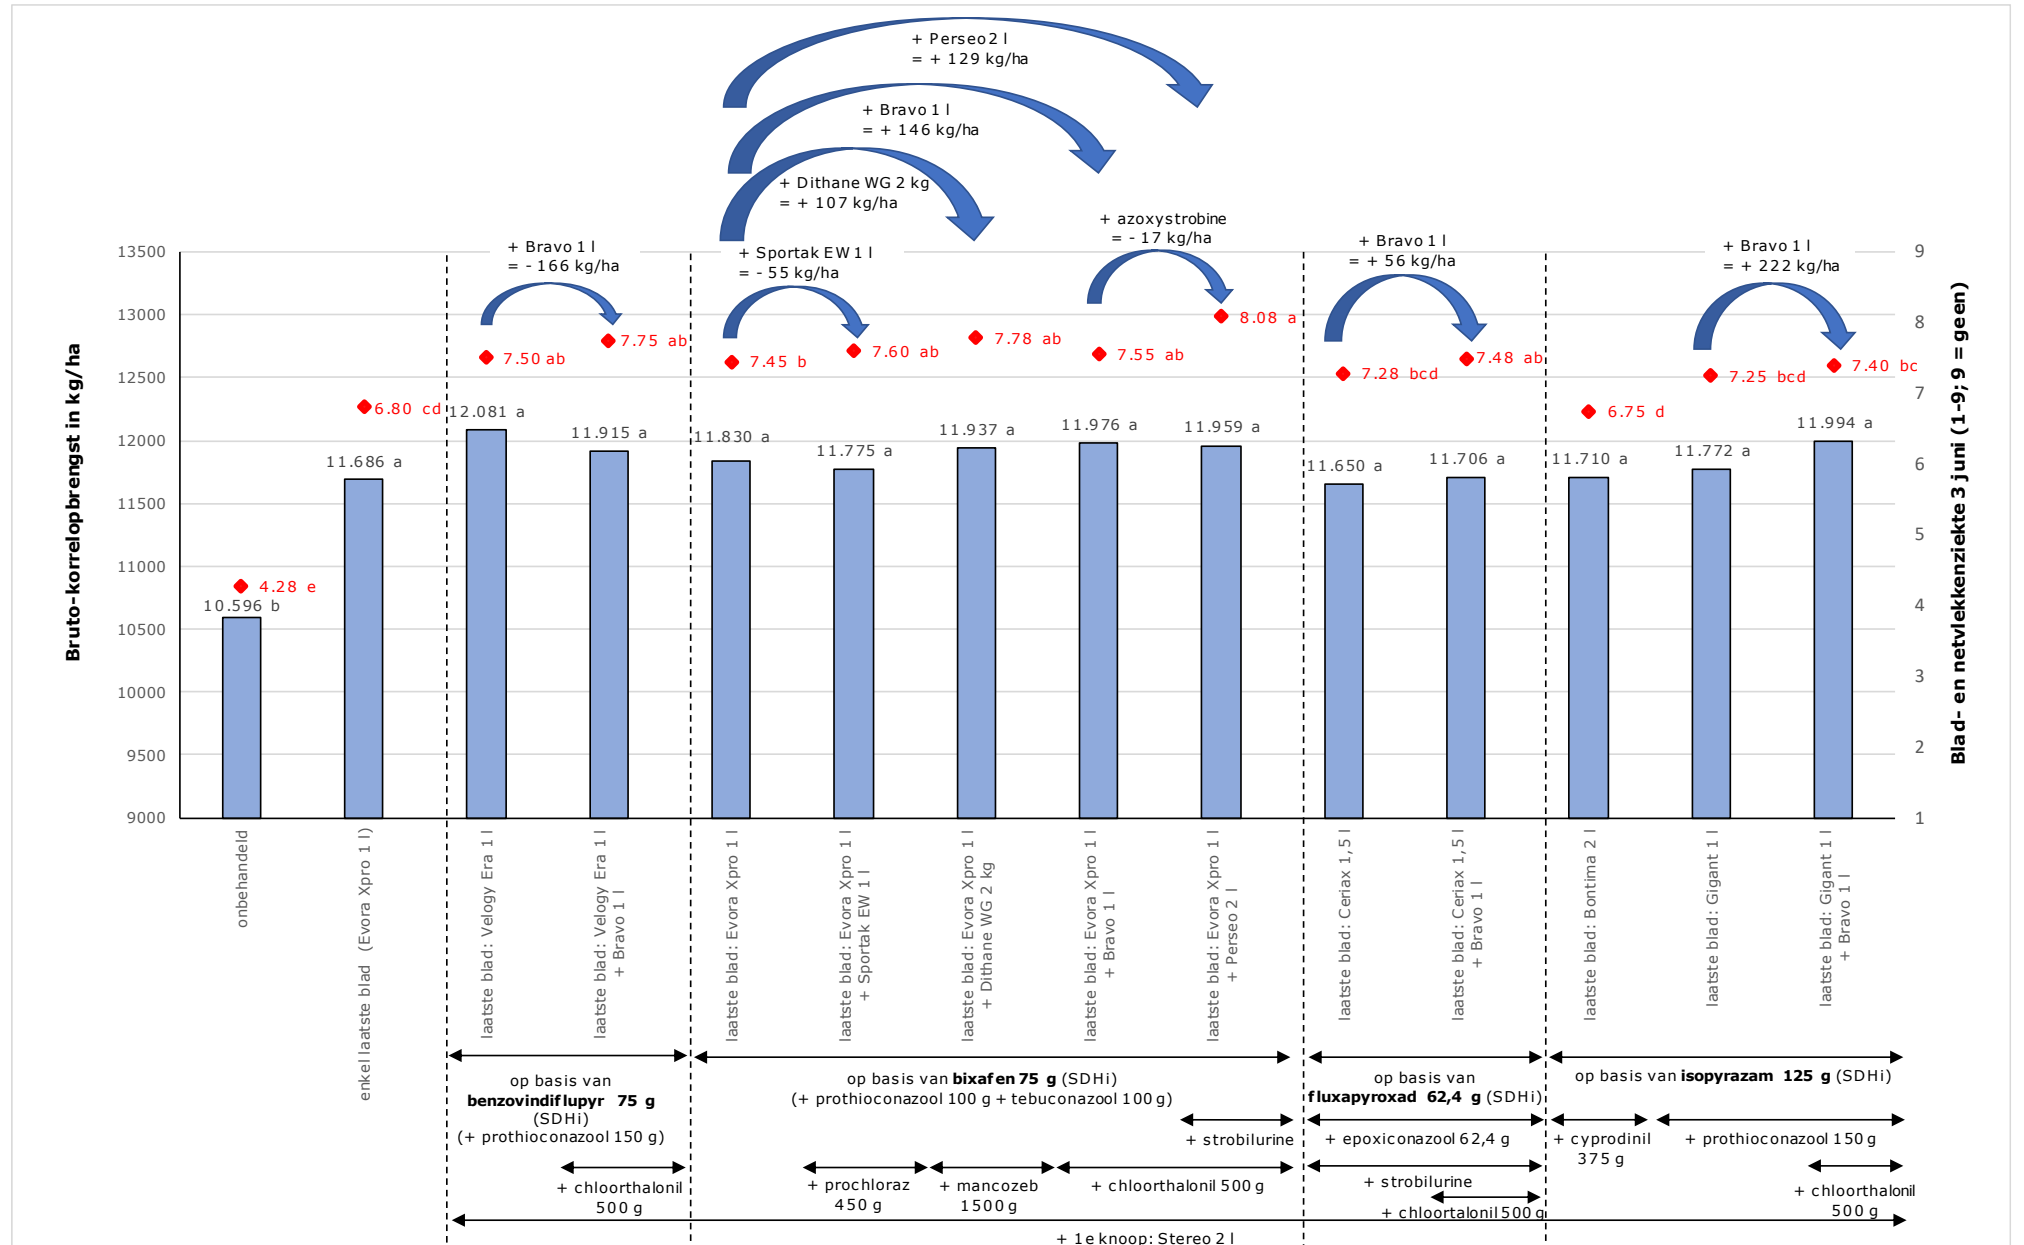 + Perseo 2 l
= + 129 kg/ha
+ Bravo 1 l
= + 146 kg/ha
+ Dithane WG 2 kg
= + 107 kg/ha
+ azoxystrobine
= - 17 kg/ha
+ Bravo 1 l
= - 166 kg/ha
+ Sportak EW 1 l
= - 55 kg/ha
+ Bravo 1 l
= + 56 kg/ha
+ Bravo 1 l
= + 222 kg/ha
Bruto-korrelopbrengst in kg/ha
13500
13000
12500
12000
11500
11000
10500
10000
9500
9000
9
8
7
6
5
4
3
2
1
Blad- en netvlekkenziekte 3 juni (1-9; 9 = geen)
4.28 e
6.80 cd
7.50 ab
7.75 ab
7.45 b
7.60 ab
7.78 ab
7.55 ab
8.08 a
7.28 bcd
7.48 ab
6.75 d
7.25 bcd
7.40 bc
10.596 b
11.686 a
12.081 a
11.915 a
11.830 a
11.775 a
11.937 a
11.976 a
11.959 a
11.650 a
11.706 a
11.710 a
11.772 a
11.994 a
onbehandeld
enkel laatste blad (Evora Xpro 1 l)
laatste blad: Velogy Era 1 l
laatste blad: Velogy Era 1 l
+ Bravo 1 l
laatste blad: Evora Xpro 1 l
laatste blad: Evora Xpro 1 l
+ Sportak EW 1 l
laatste blad: Evora Xpro 1 l
+ Dithane WG 2 kg
laatste blad: Evora Xpro 1 l
+ Bravo 1 l
laatste blad: Evora Xpro 1 l
+ Perseo 2 l
laatste blad: Ceriax 1,5 l
laatste blad: Ceriax 1,5 l
+ Bravo 1 l
laatste blad: Bontima 2 l
laatste blad: Gigant 1 l
laatste blad: Gigant 1 l
+ Bravo 1 l
op basis van
benzovindiflupyr 75 g
(SDHi)
(+ prothioconazool 150 g)
+ chloorthalonil
500 g
op basis van bixafen 75 g (SDHi)
(+ prothioconazool 100 g + tebuconazool 100 g)
+ strobilurine
+ prochloraz
450 g
+ mancozeb
1500 g
+ chloorthalonil 500 g
op basis van
fluxapyroxad 62,4 g (SDHi)
+ epoxiconazool 62,4 g
+ strobilurine
+ chloortalonil 500 g
op basis van isopyrazam 125 g (SDHi)
+ cyprodinil
375 g
+ prothioconazool 150 g
+ chloorthalonil
500 g
+ 1e knoop: Stereo 2 l